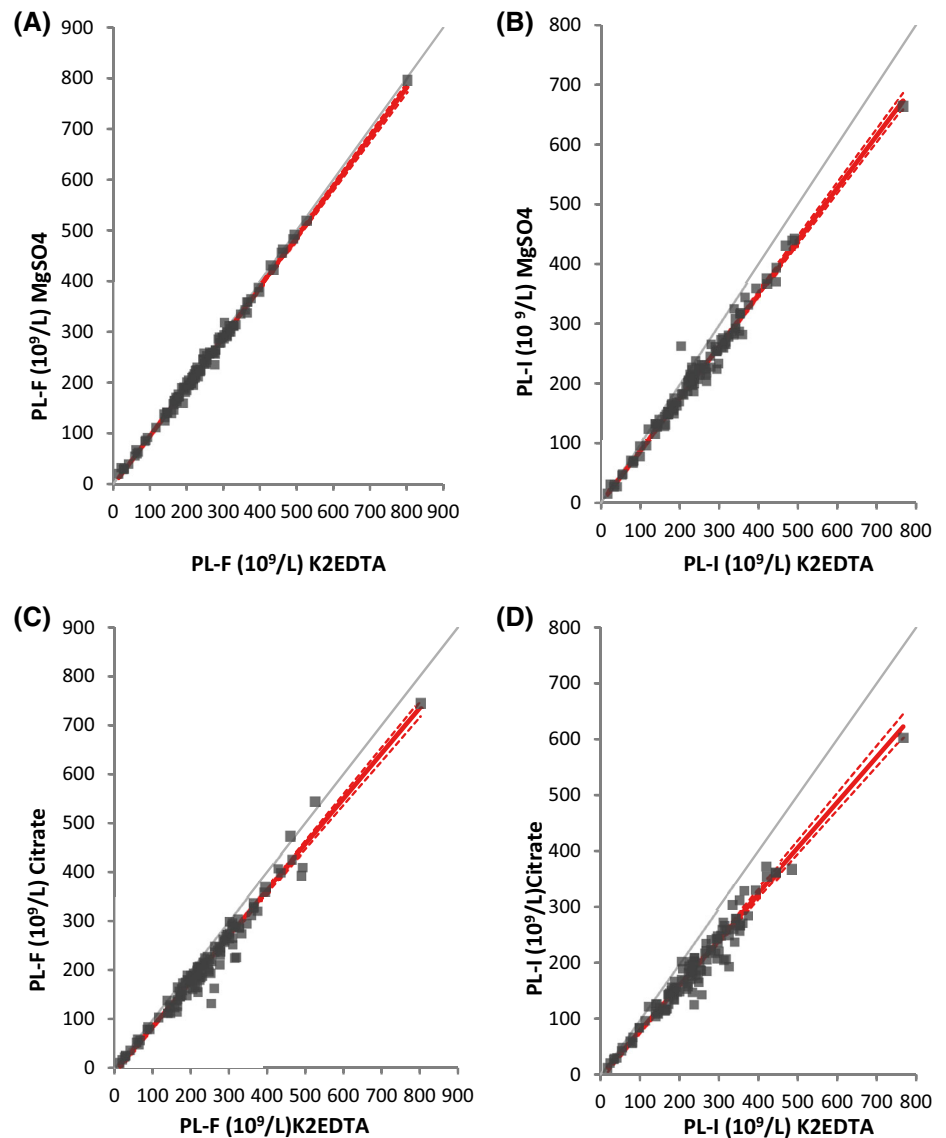 (A)
(B)
900
800
700
600
500
400
300
200
100
0
PL-F (10⁹/L) MgSO4
0 100 200 300 400 500 600 700 800 900
PL-F (10⁹/L) K2EDTA
800
700
600
500
400
300
200
100
0
PL-I (10 ⁹/L) MgSO4
0 100 200 300 400 500 600 700 800
PL-I (10⁹/L) K2EDTA
(C)
(D)
900
800
700
600
500
400
300
200
100
0
PL-F (10⁹/L) Citrate
0 100 200 300 400 500 600 700 800 900
PL-F (10⁹/L)K2EDTA
800
700
600
500
400
300
200
100
0
PL-I (10⁹/L)Citrate
0 100 200 300 400 500 600 700 800
PL-I (10⁹/L) K2EDTA